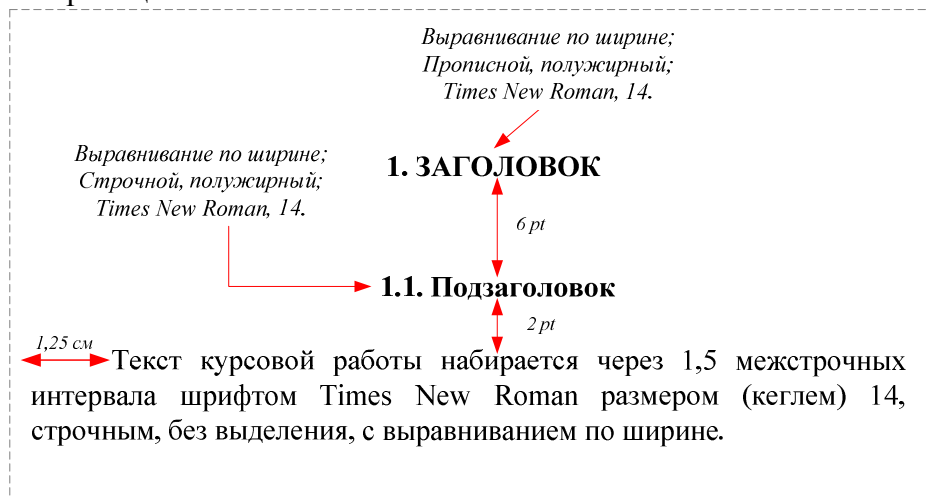 Выравнивание по ширине;
Прописной, полужирный;
Times New Roman, 14.
Выравнивание по ширине;
Строчной, полужирный;
Times New Roman, 14.
1. ЗАГОЛОВОК
6 pt
1.1. Подзаголовок
2 pt
1,25 см
Текст курсовой работы набирается через 1,5 межстрочных
интервала шрифтом Times New Roman размером (кеглем) 14,
строчным, без выделения, с выравниванием по ширине.